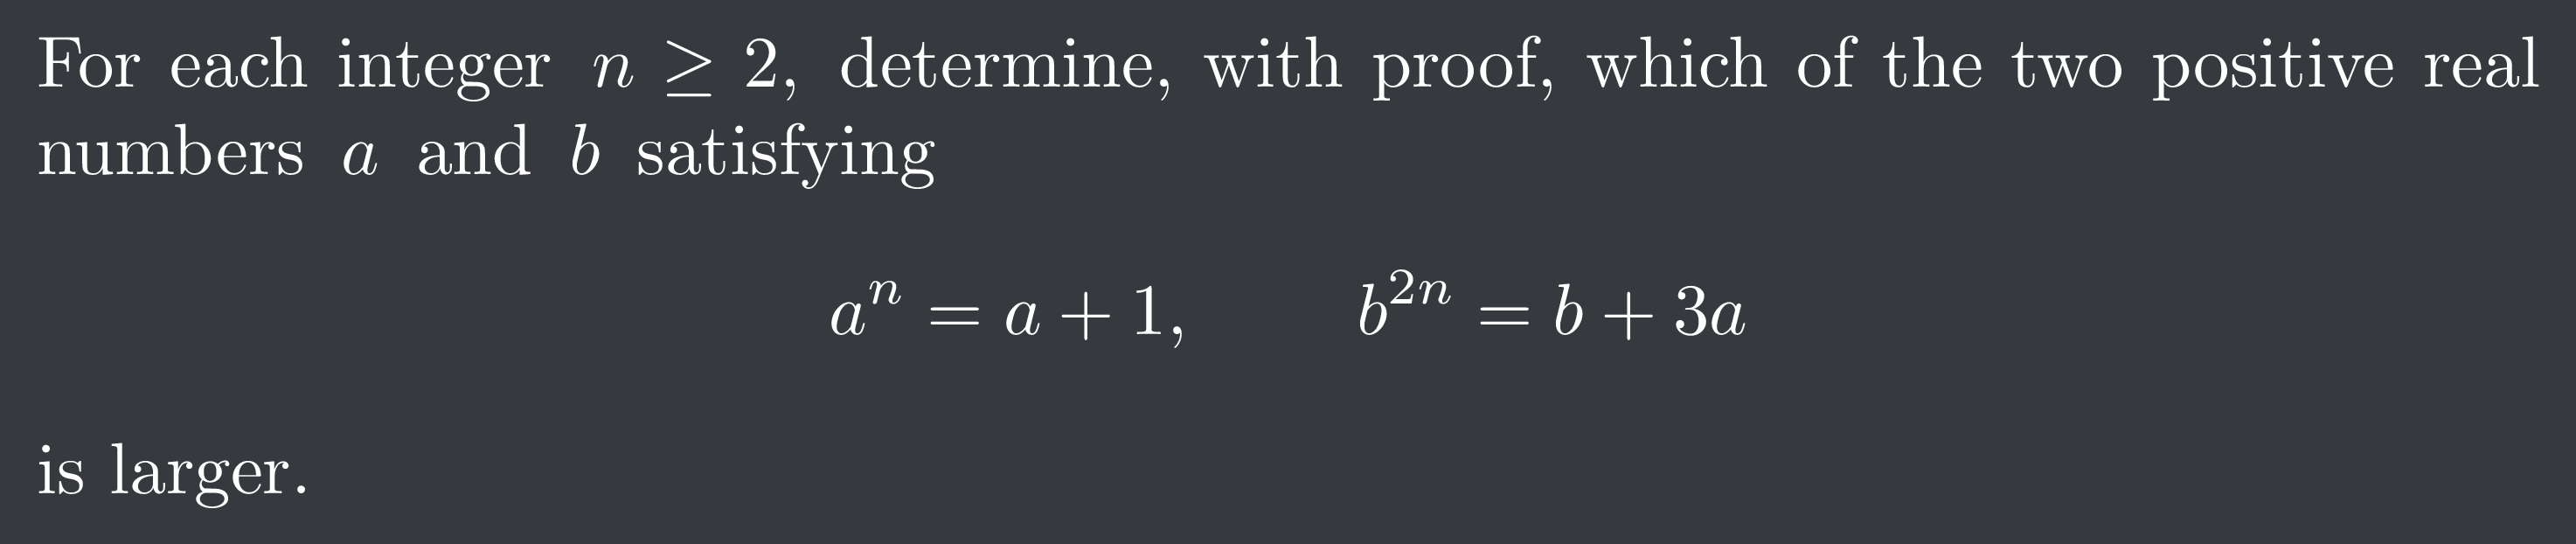 For each integer n ≥ 2, determine, with proof, which of the two positive real
numbers a and b satisfying
aⁿ = a + 1, b²ⁿ = b + 3a
is larger.